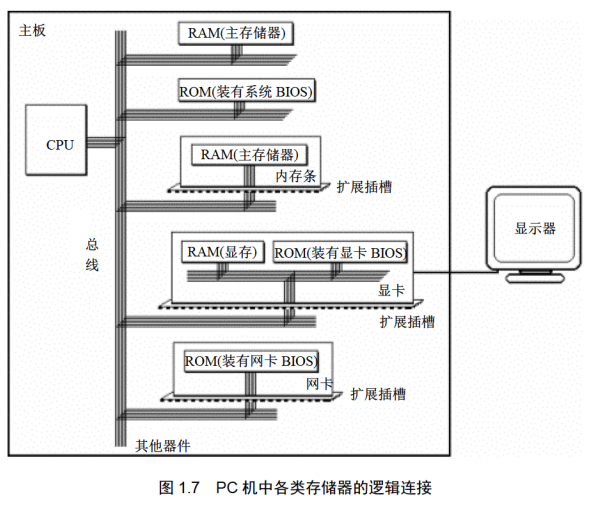 主板
RAM(主存储器)
ROM(装有系统 BIOS)
CPU
RAM(主存储器)
内存条
扩展插槽
总
线
RAM(显存)
ROM(装有显卡 BIOS)
显卡
扩展插槽
显示器
ROM(装有网卡 BIOS)
网卡
扩展插槽
其他器件
图 1.7 PC 机中各类存储器的逻辑连接